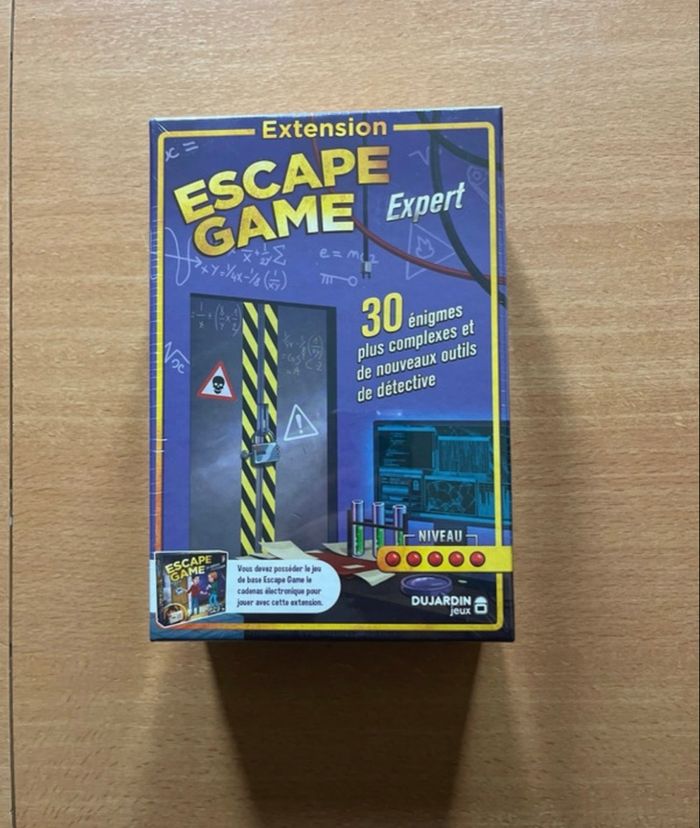 Extension
ESCAPE
GAME
Expert
30 énigmes
plus complexes et
de nouveaux outils
de détective
NIVEAU
ESCAPE
GAME
Vous devez posséder le jeu
de base Escape Game le
cadenas électronique pour
jouer avec cette extension.
DUJARDIN
jeux